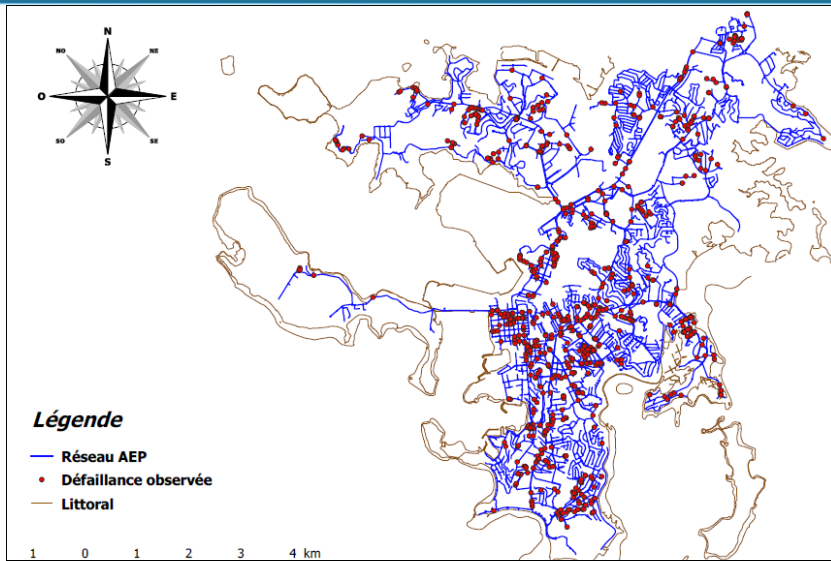 N
NO
NE
O
E
SO
SE
S
Légende
Réseau AEP
Défaillance observée
Littoral
1 0 1 2 3 4 km